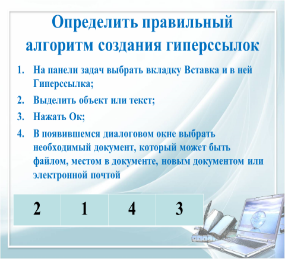 Определить правильный
алгоритм создания гиперссылок
1. На панели задач выбрать вкладку Вставка и в ней
Гиперссылка;
2. Выделить объект или текст;
3. Нажать Ок;
4. В появившемся диалоговом окне выбрать
необходимый документ, который может быть
файлом, местом в документе, новым документом или
электронной почтой
2 1 4 3